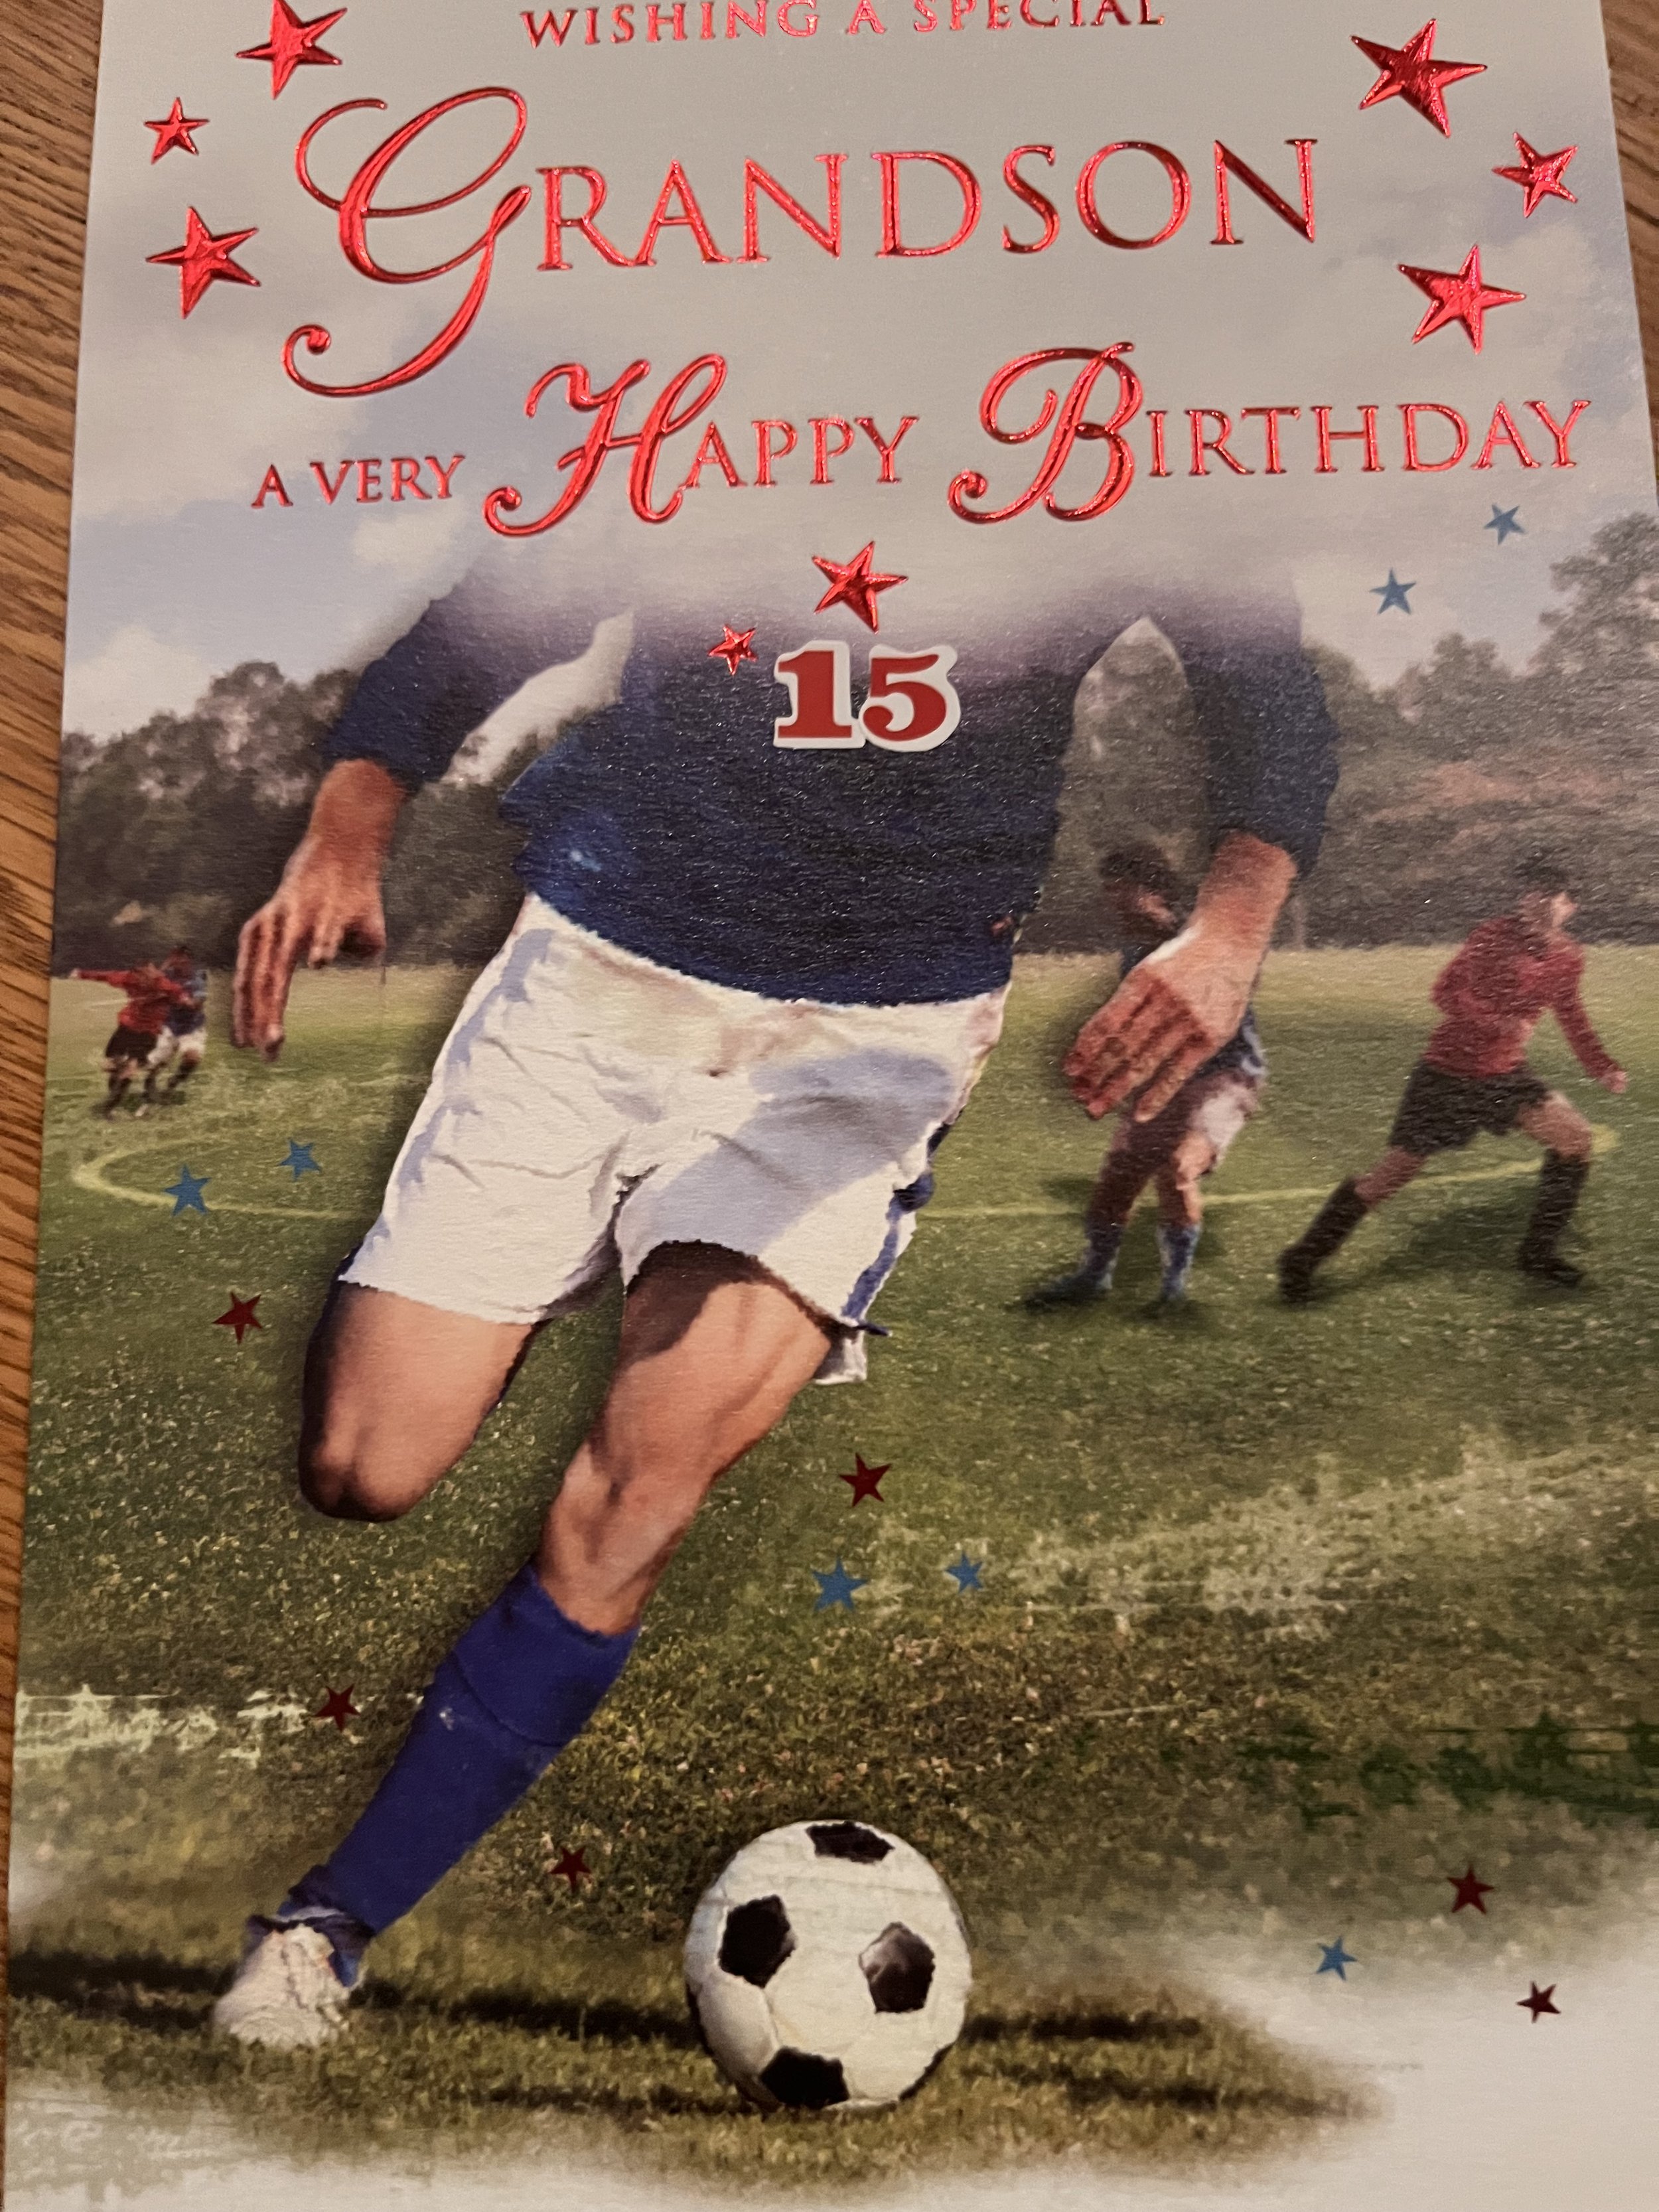 WISHING A SPECIAL
GRANDSON
A VERY HAPPY BIRTHDAY
15